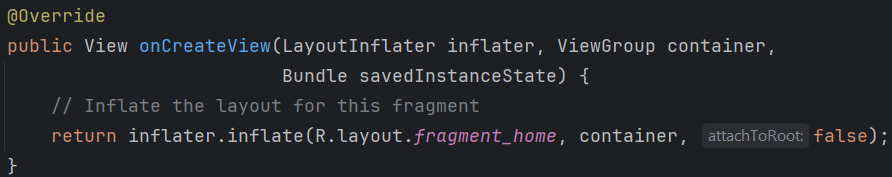 @Override
public View onCreateView(LayoutInflater inflater, ViewGroup container,
                         Bundle savedInstanceState) {
    // Inflate the layout for this fragment
    return inflater.inflate(R.layout.fragment_home, container, attachToRoot: false);
}